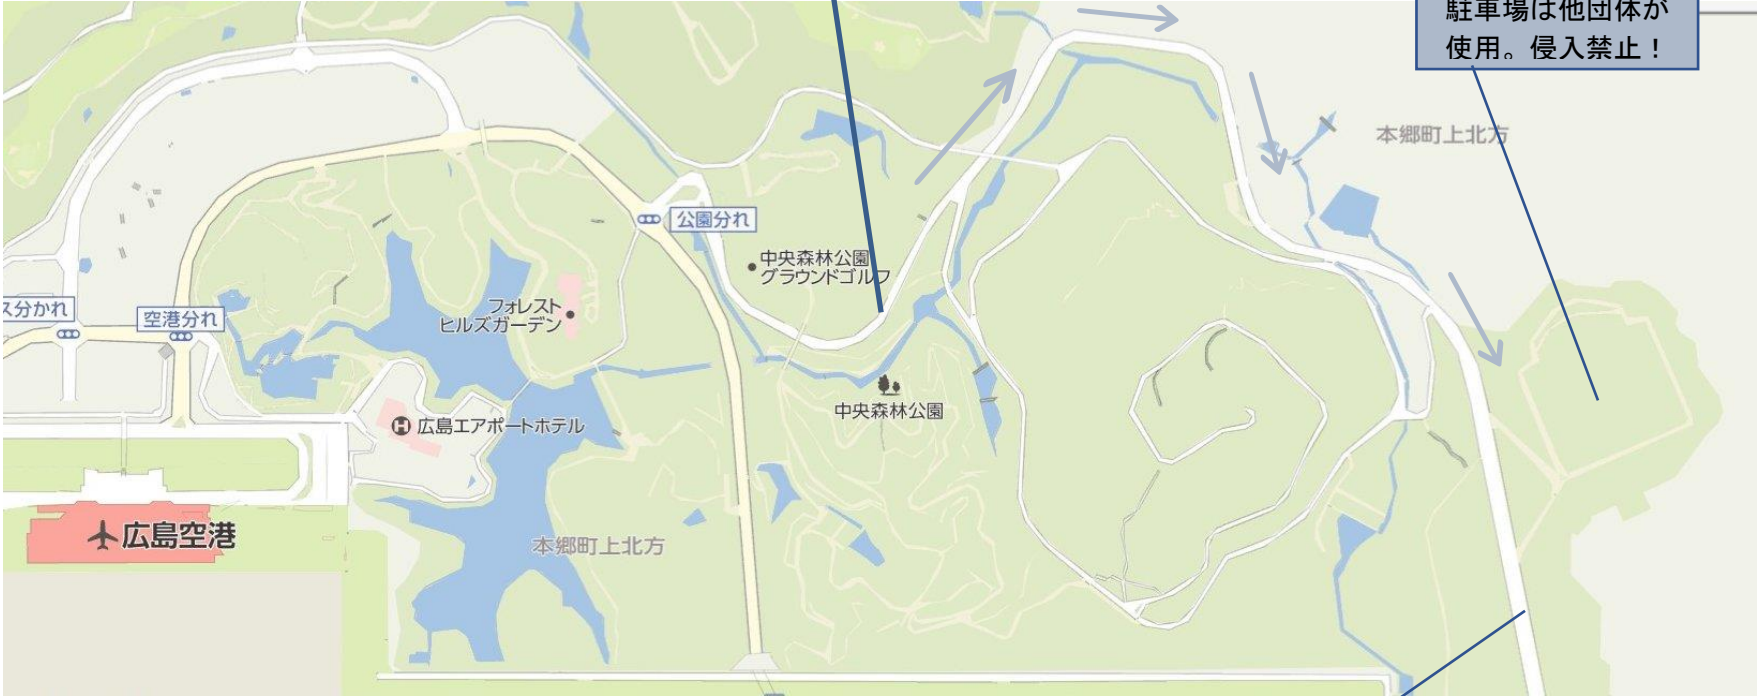 駐車場は他団体が
使用。侵入禁止！
本郷町上北方
公園分れ
中央森林公園
グラウンドゴルフ
ス分かれ
空港分れ
フォレスト
ヒルズガーデン
中央森林公園
広島エアポートホテル
広島空港
本郷町上北方